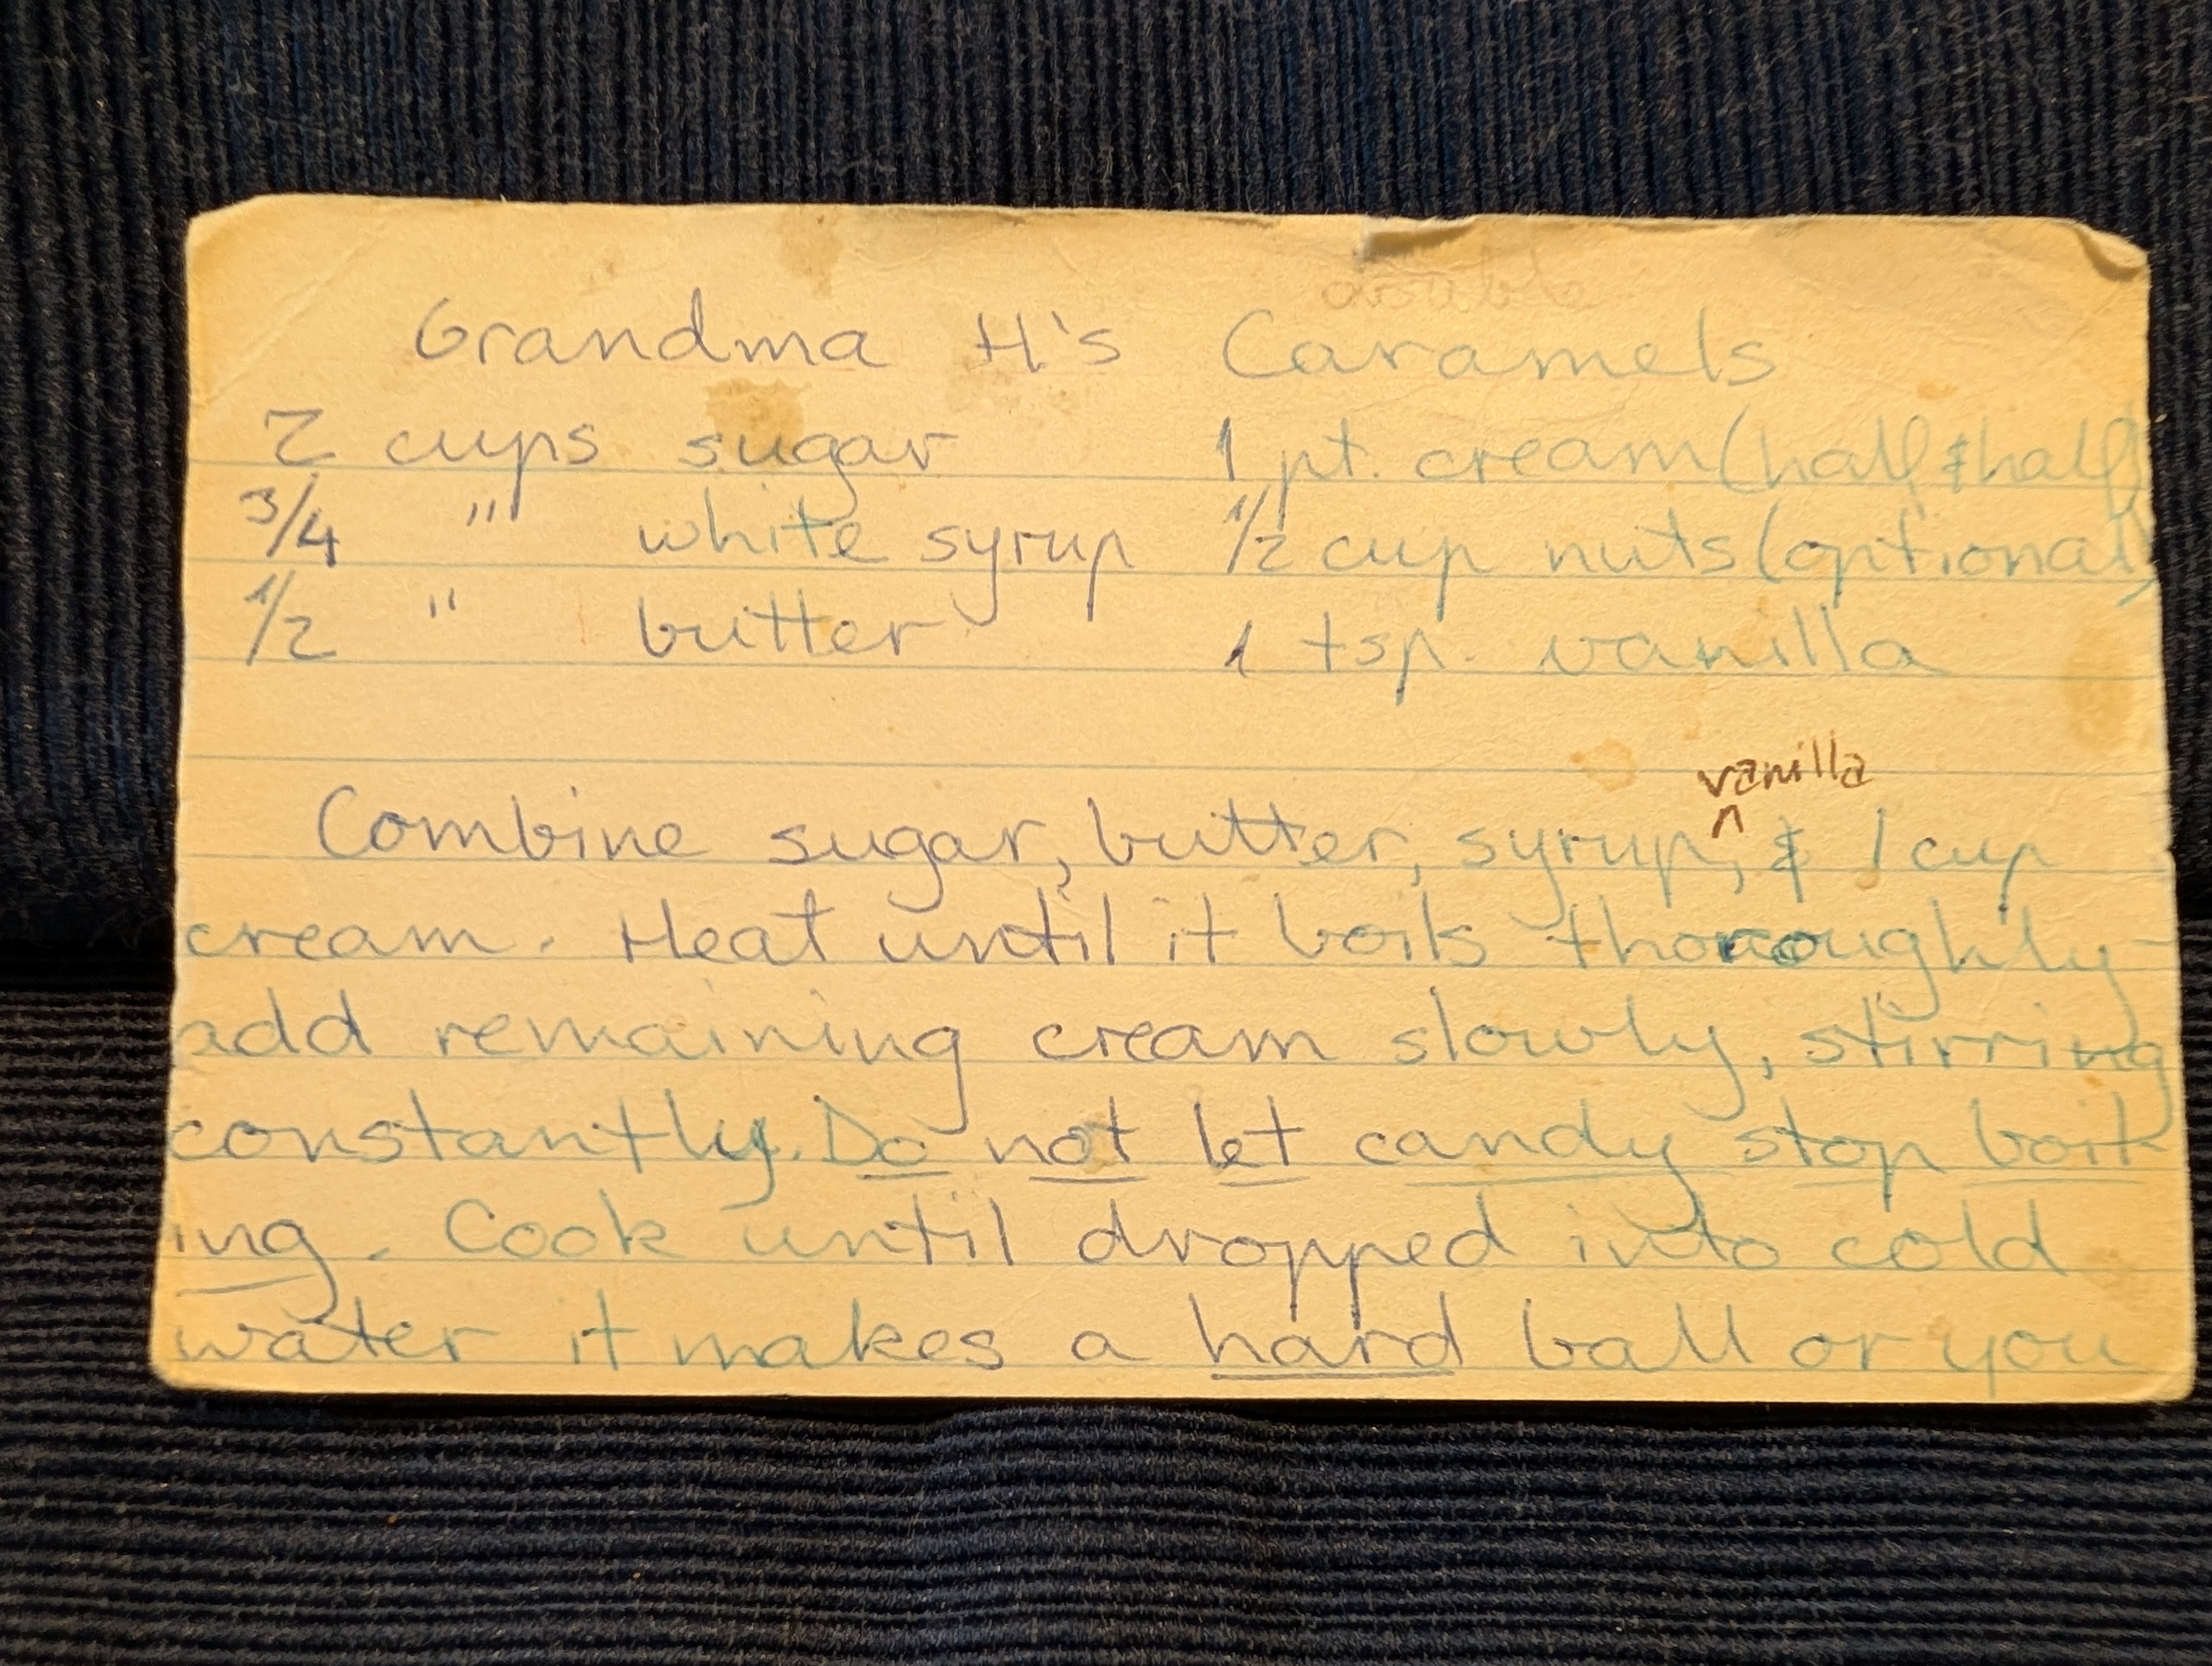 Grandma H's Caramels
2 cups sugar 1 pt. cream (half & half)
3/4 " white syrup 1/2 cup nuts (optional)
1/2 " butter 1 tsp. vanilla
vanilla
Combine sugar, butter, syrup, ^ & 1 cup
cream. Heat until it boils thoroughly -
add remaining cream slowly, stirring
constantly. Do not let candy stop boil-
ing. Cook until dropped into cold
water it makes a hard ball or you